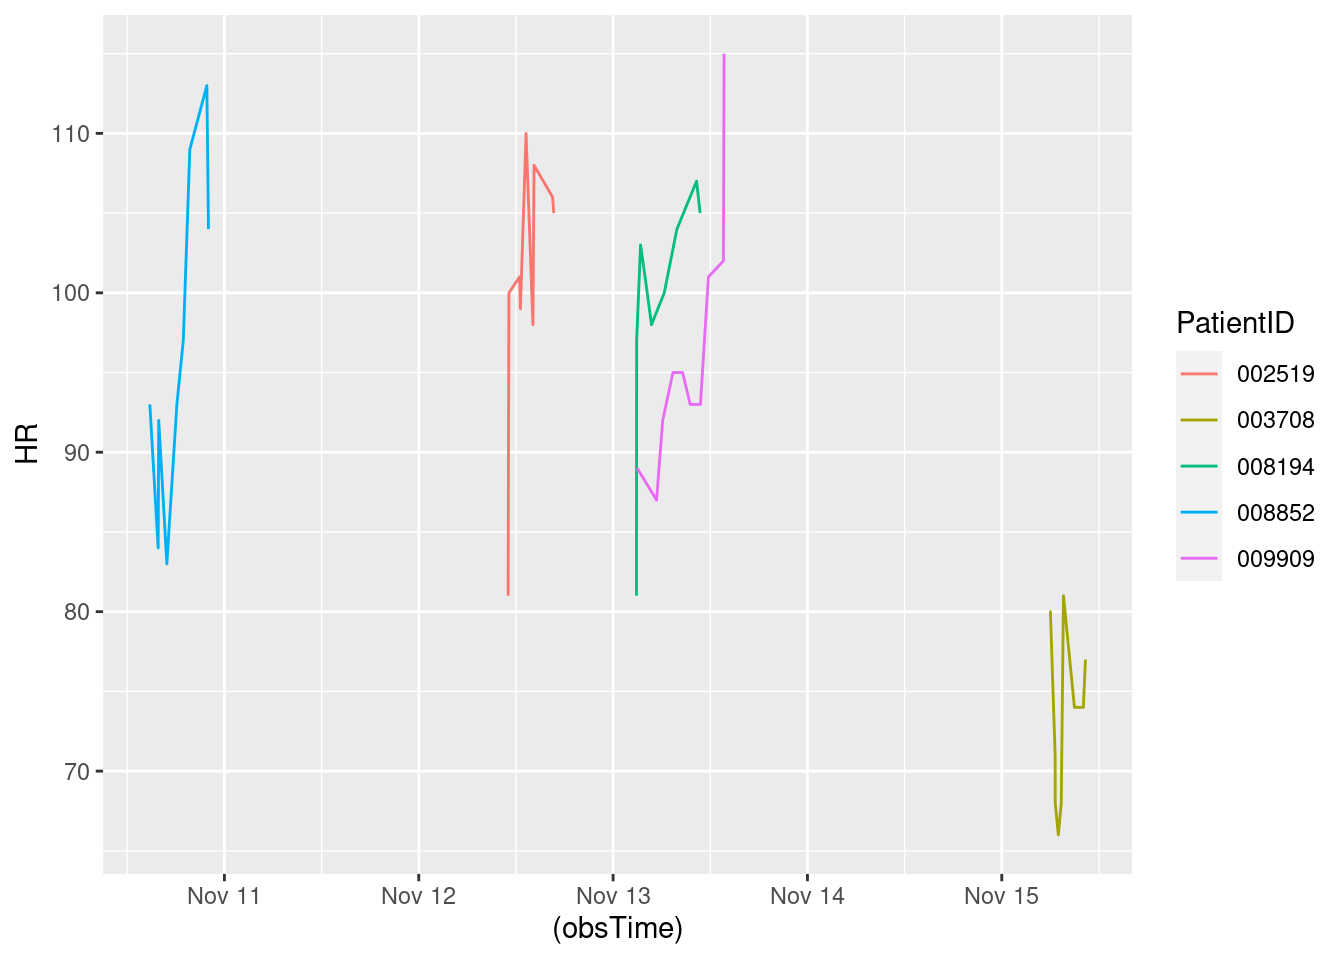 110
100
90
80
70
HR
Nov 11
Nov 12
Nov 13
Nov 14
Nov 15
(obsTime)
PatientID
002519
003708
008194
008852
009909